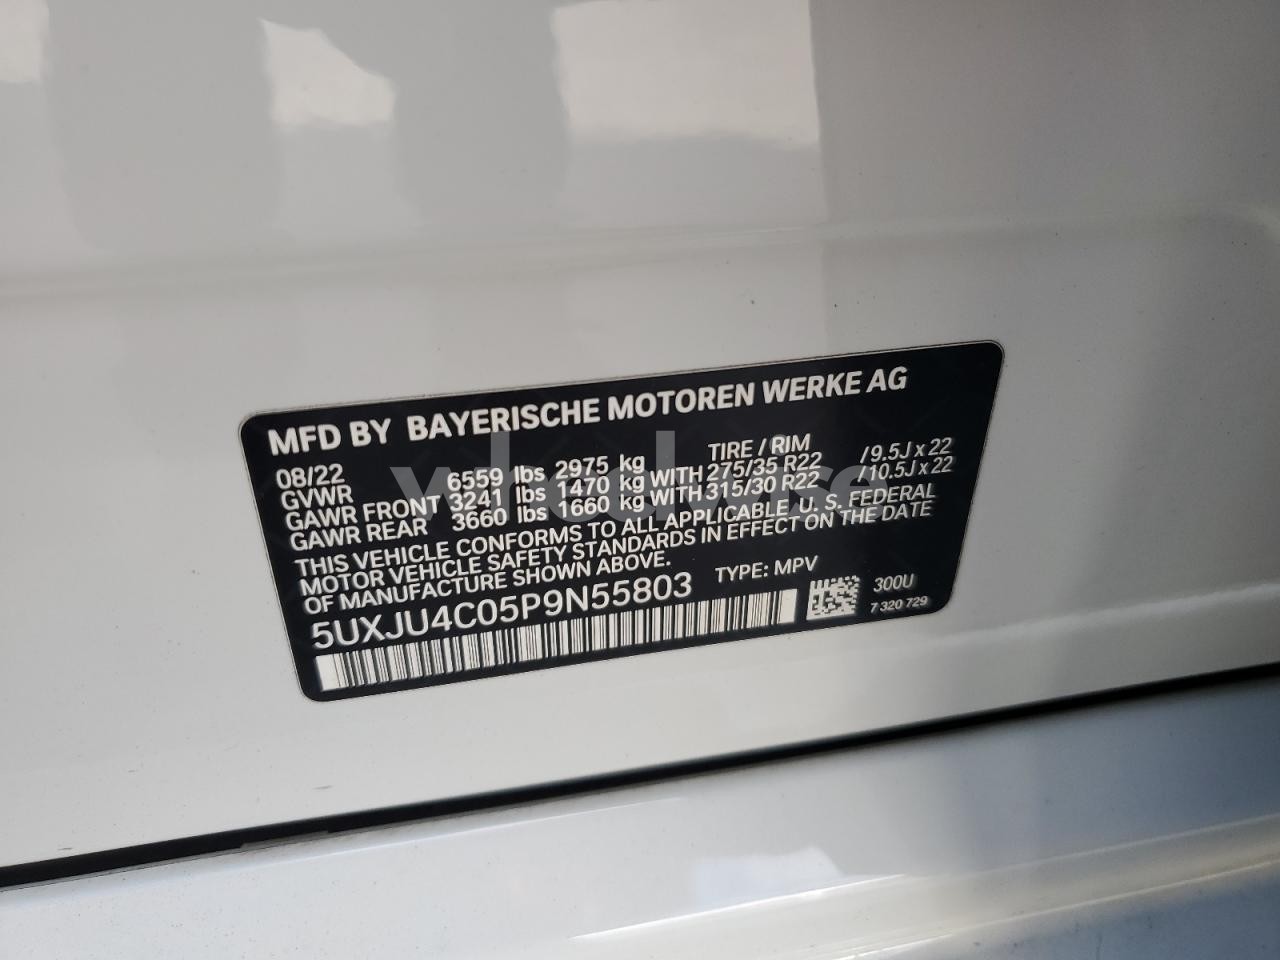 MFD BY BAYERISCHE MOTOREN WERKE AG
08/22 TIRE / RIM
GVWR 6559 lbs 2975 kg
GAWR FRONT 3241 lbs 1470 kg WITH 275/35 R22 /9.5J x 22
GAWR REAR 3660 lbs 1660 kg WITH 315/30 R22 /10.5J x 22
THIS VEHICLE CONFORMS TO ALL APPLICABLE U. S. FEDERAL
MOTOR VEHICLE SAFETY STANDARDS IN EFFECT ON THE DATE
OF MANUFACTURE SHOWN ABOVE.
5UXJU4C05P9N55803 TYPE: MPV
300U
7 320 729
wheelwise